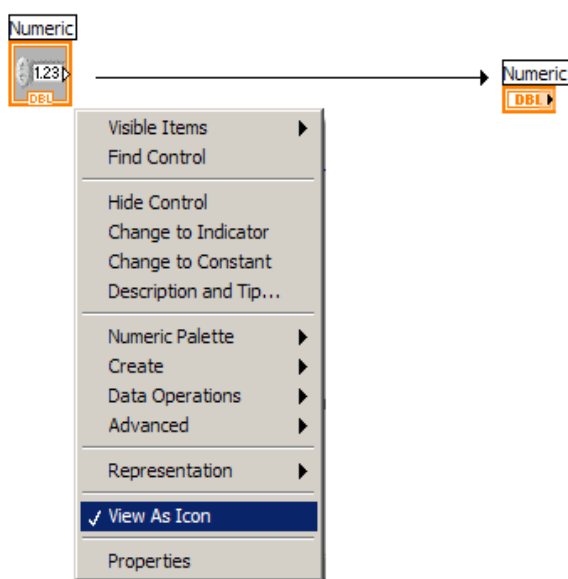 Numeric
1.23
DBL
Numeric
DBL
Visible Items
Find Control
Hide Control
Change to Indicator
Change to Constant
Description and Tip...
Numeric Palette
Create
Data Operations
Advanced
Representation
View As Icon
Properties